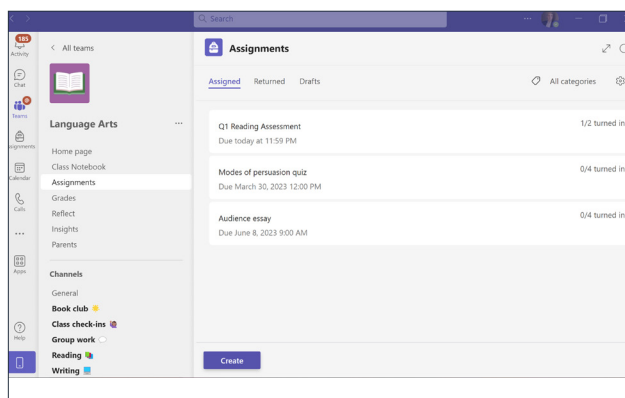 Search
185
Activity
Chat
Teams
Assignments
Calendar
Calls
Apps
Help
All teams
Language Arts
Home page
Class Notebook
Assignments
Grades
Reflect
Insights
Parents
Channels
General
Book club
Class check-ins
Group work
Reading
Writing
Assignments
Assigned Returned Drafts
All categories
Q1 Reading Assessment
1/2 turned in
Due today at 11:59 PM
Modes of persuasion quiz
0/4 turned in
Due March 30, 2023 12:00 PM
Audience essay
0/4 turned in
Due June 8, 2023 9:00 AM
Create